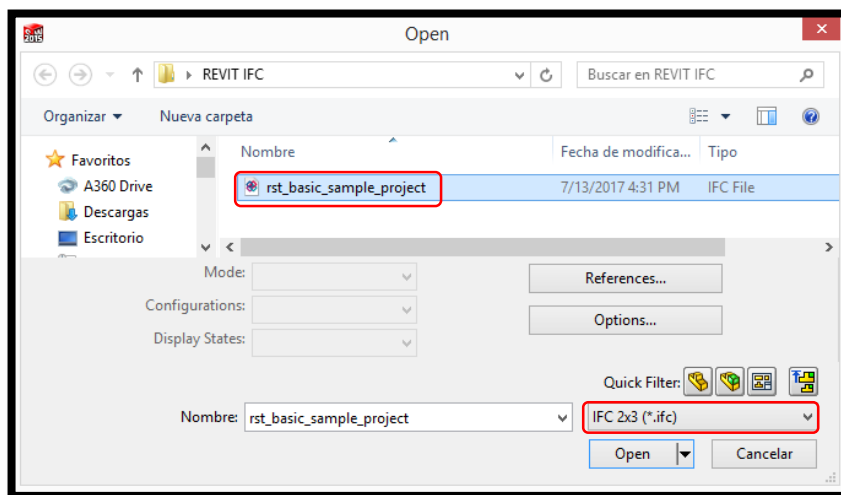 2015
Open
REVIT IFC
Buscar en REVIT IFC
Organizar
Nueva carpeta
Nombre
Fecha de modifica...
Tipo
Favoritos
A360 Drive
Descargas
Escritorio
rst_basic_sample_project
7/13/2017 4:31 PM
IFC File
Mode:
References...
Configurations:
Options...
Display States:
Quick Filter:
Nombre:
rst_basic_sample_project
IFC 2x3 (*.ifc)
Open
Cancelar